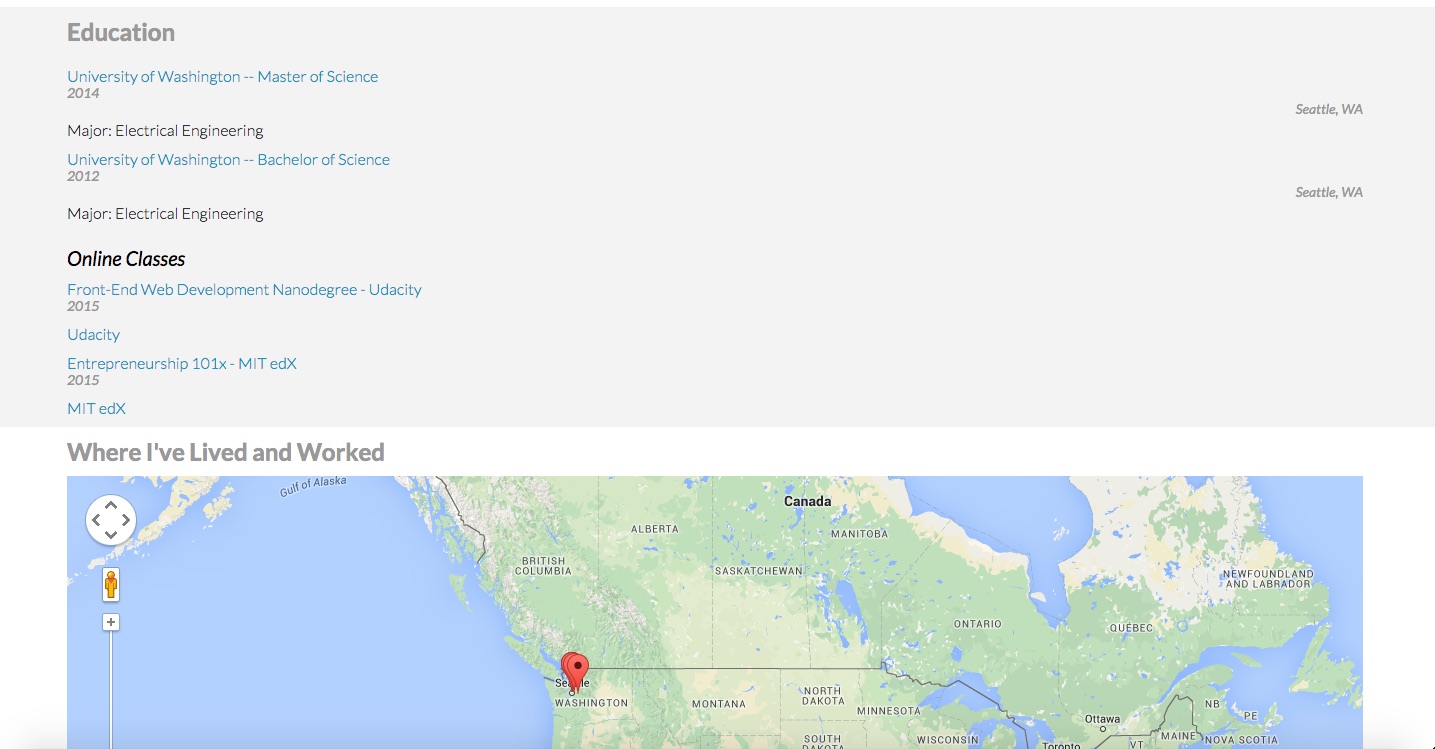 Education
University of Washington -- Master of Science
2014
Seattle, WA
Major: Electrical Engineering
University of Washington -- Bachelor of Science
2012
Seattle, WA
Major: Electrical Engineering
Online Classes
Front-End Web Development Nanodegree - Udacity
2015
Udacity
Entrepreneurship 101x - MIT edX
2015
MIT edX
Where I've Lived and Worked
Gulf of Alaska
Canada
ALBERTA
MANITOBA
BRITISH
COLUMBIA
SASKATCHEWAN
NEWFOUNDLAND
AND LABRADOR
ONTARIO
QUÉBEC
Seattle
WASHINGTON
MONTANA
NORTH
DAKOTA
MINNESOTA
NB
PE
Ottawa
WISCONSIN
MAINE
NOVA SCOTIA
SOUTH
DAKOTA
Toronto
VT